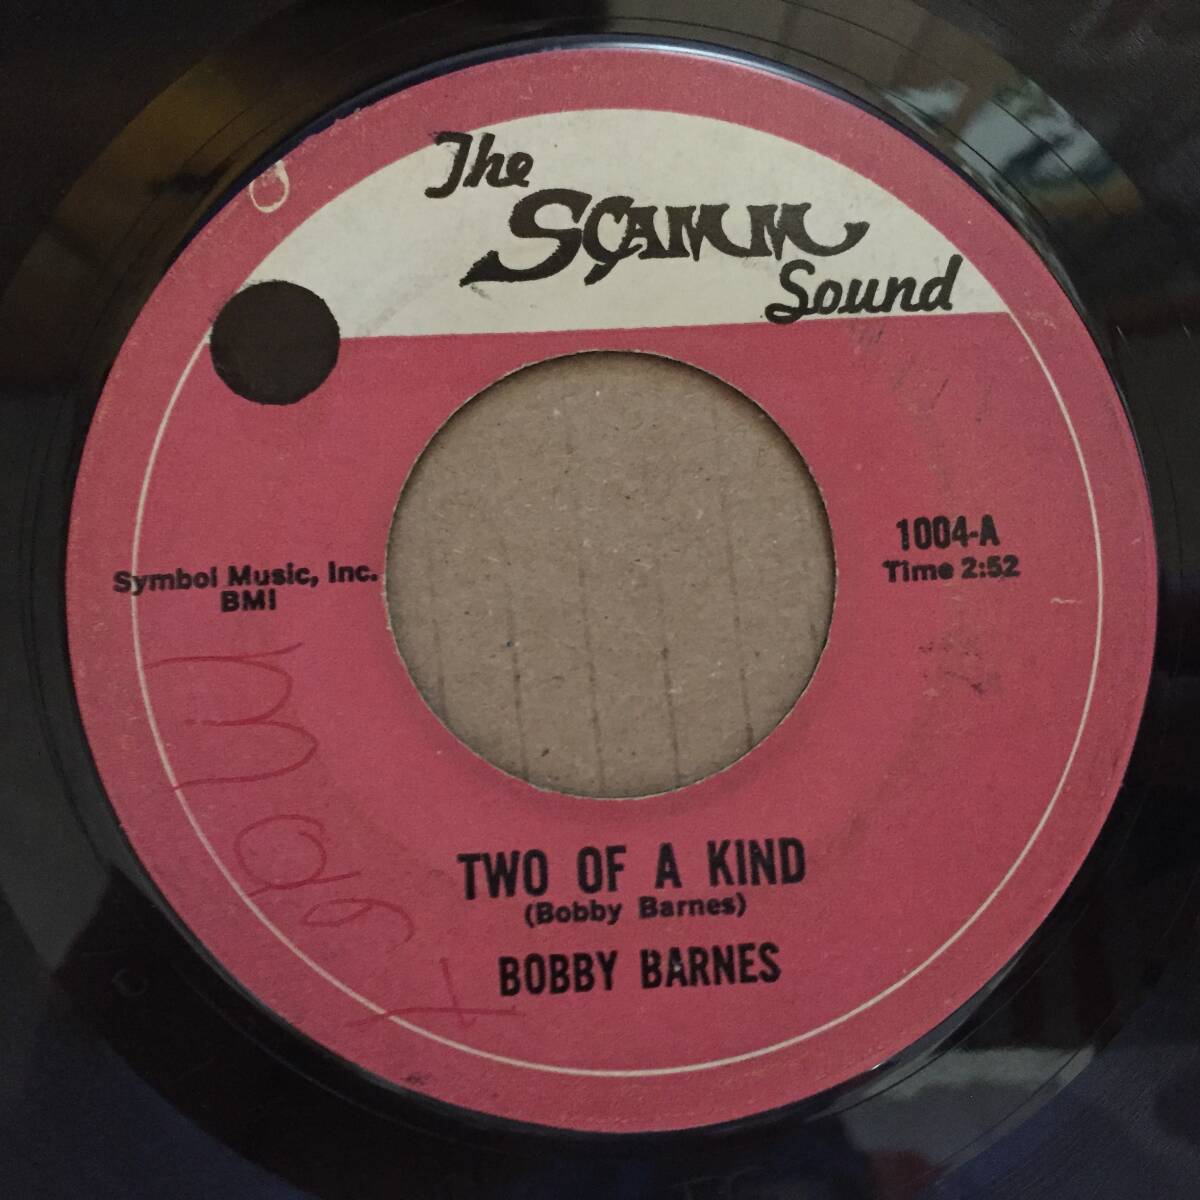 The
SCAMM
Sound
1004-A
Time 2:52
Symbol Music, Inc.
BMI
TWO OF A KIND
(Bobby Barnes)
BOBBY BARNES